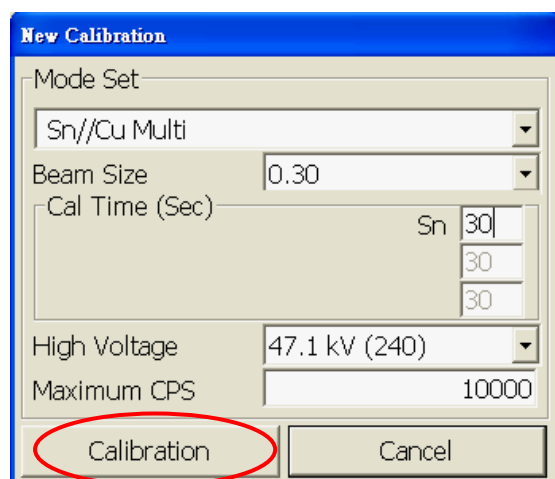 New Calibration
Mode Set
Sn//Cu Multi
Beam Size 0.30
Cal Time (Sec)
Sn 30
30
30
High Voltage 47.1 kV (240)
Maximum CPS 10000
Calibration Cancel